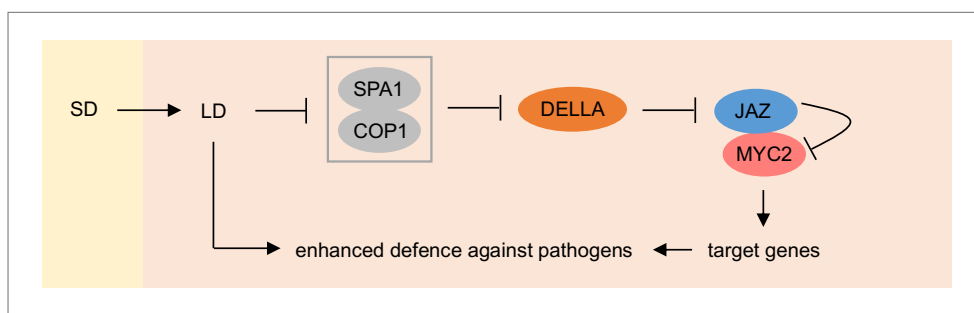 SPA1
SD
LD
DELLA
JAZ
COP1
MYC2
enhanced defence against pathogens
target genes